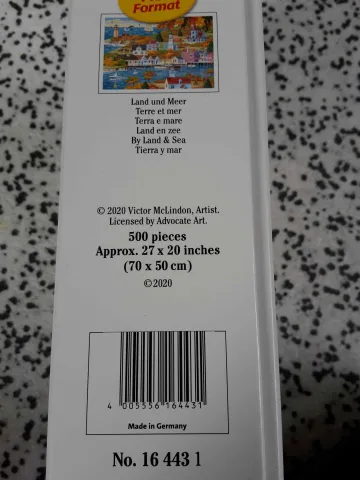 Format
Land und Meer
Terre et mer
Terra e mare
Land en zee
By Land & Sea
Tierra y mar
© 2020 Victor McLindon, Artist.
Licensed by Advocate Art.
500 pieces
Approx. 27 x 20 inches
(70 x 50 cm)
©2020
4 005556 164431
Made in Germany
No. 16 443 1